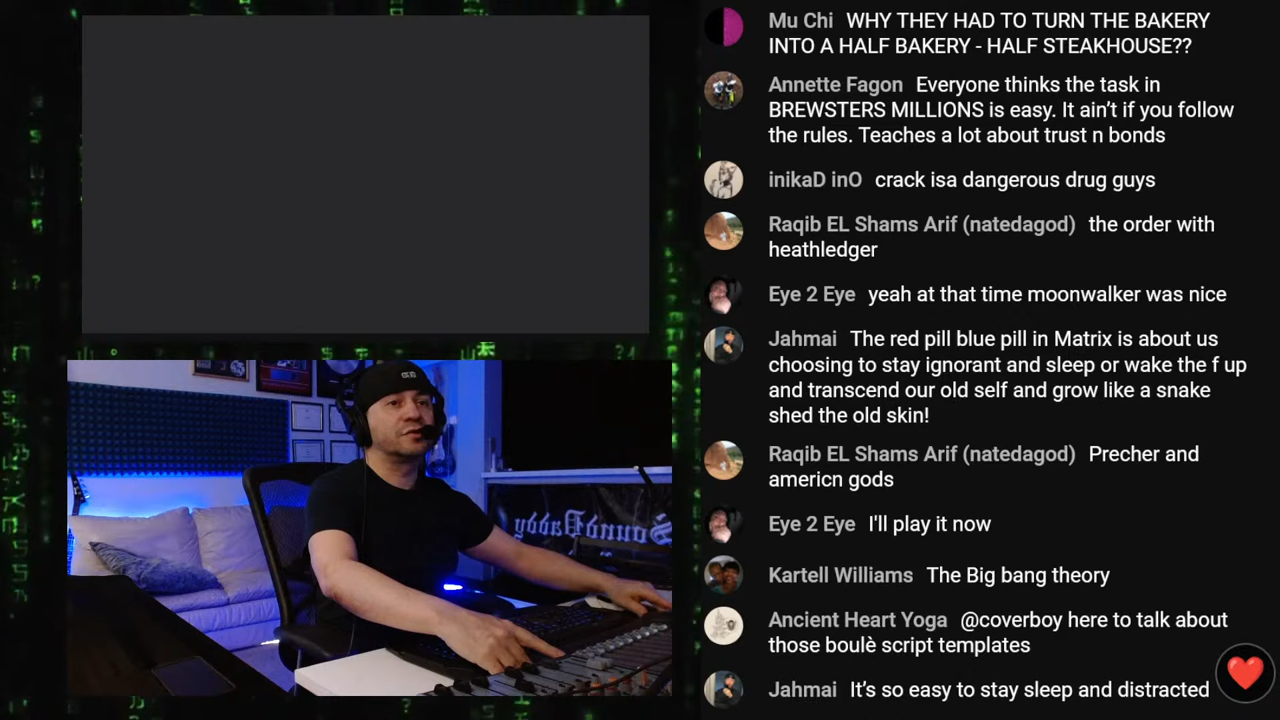 Mu Chi WHY THEY HAD TO TURN THE BAKERY
INTO A HALF BAKERY - HALF STEAKHOUSE??
Annette Fagon Everyone thinks the task in
BREWSTERS MILLIONS is easy. It ain't if you follow
the rules. Teaches a lot about trust n bonds
inikaD inO crack isa dangerous drug guys
Raqib EL Shams Arif (natedagod) the order with
heathledger
Eye 2 Eye yeah at that time moonwalker was nice
Jahmai The red pill blue pill in Matrix is about us
choosing to stay ignorant and sleep or wake the f up
and transcend our old self and grow like a snake
shed the old skin!
Raqib EL Shams Arif (natedagod) Precher and
americn gods
Eye 2 Eye I'll play it now
Kartell Williams The Big bang theory
Ancient Heart Yoga @coverboy here to talk about
those boulè script templates
Jahmai It's so easy to stay sleep and distracted
Sound Daddy